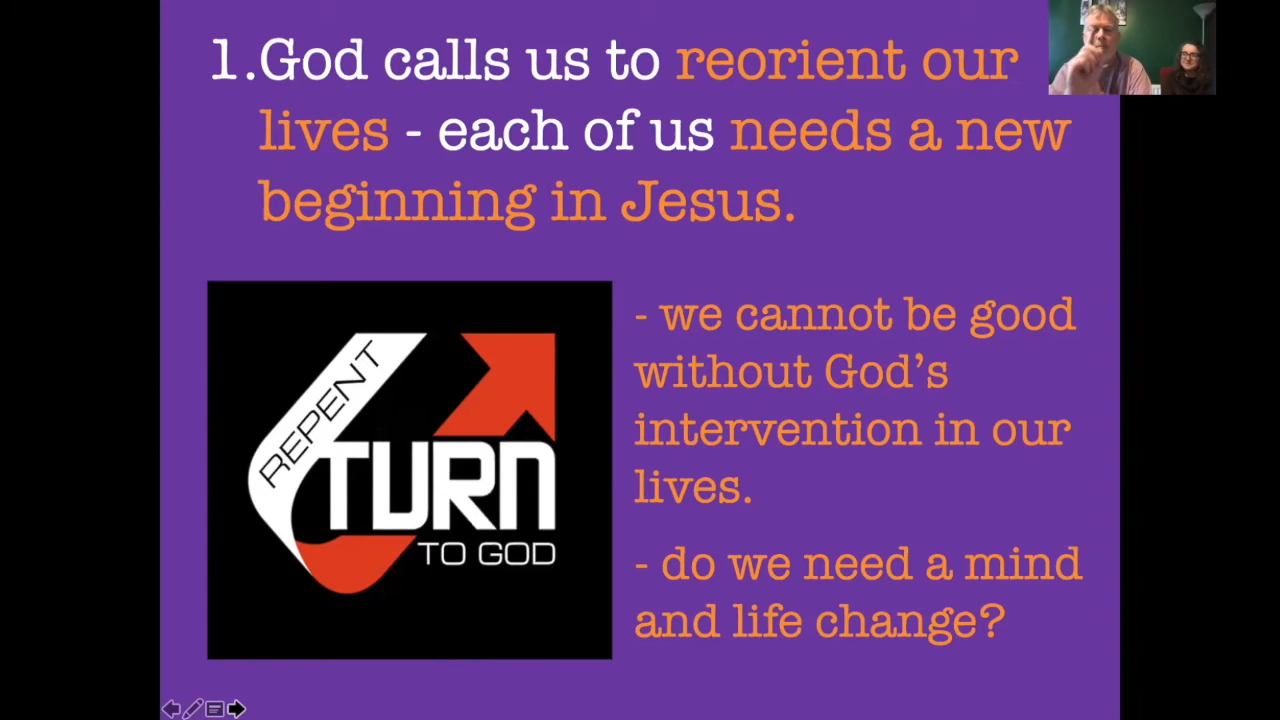 1.God calls us to reorient our
lives - each of us needs a new
beginning in Jesus.
REPENT
TURN
TO GOD
- we cannot be good
without God's
intervention in our
lives.
- do we need a mind
and life change?